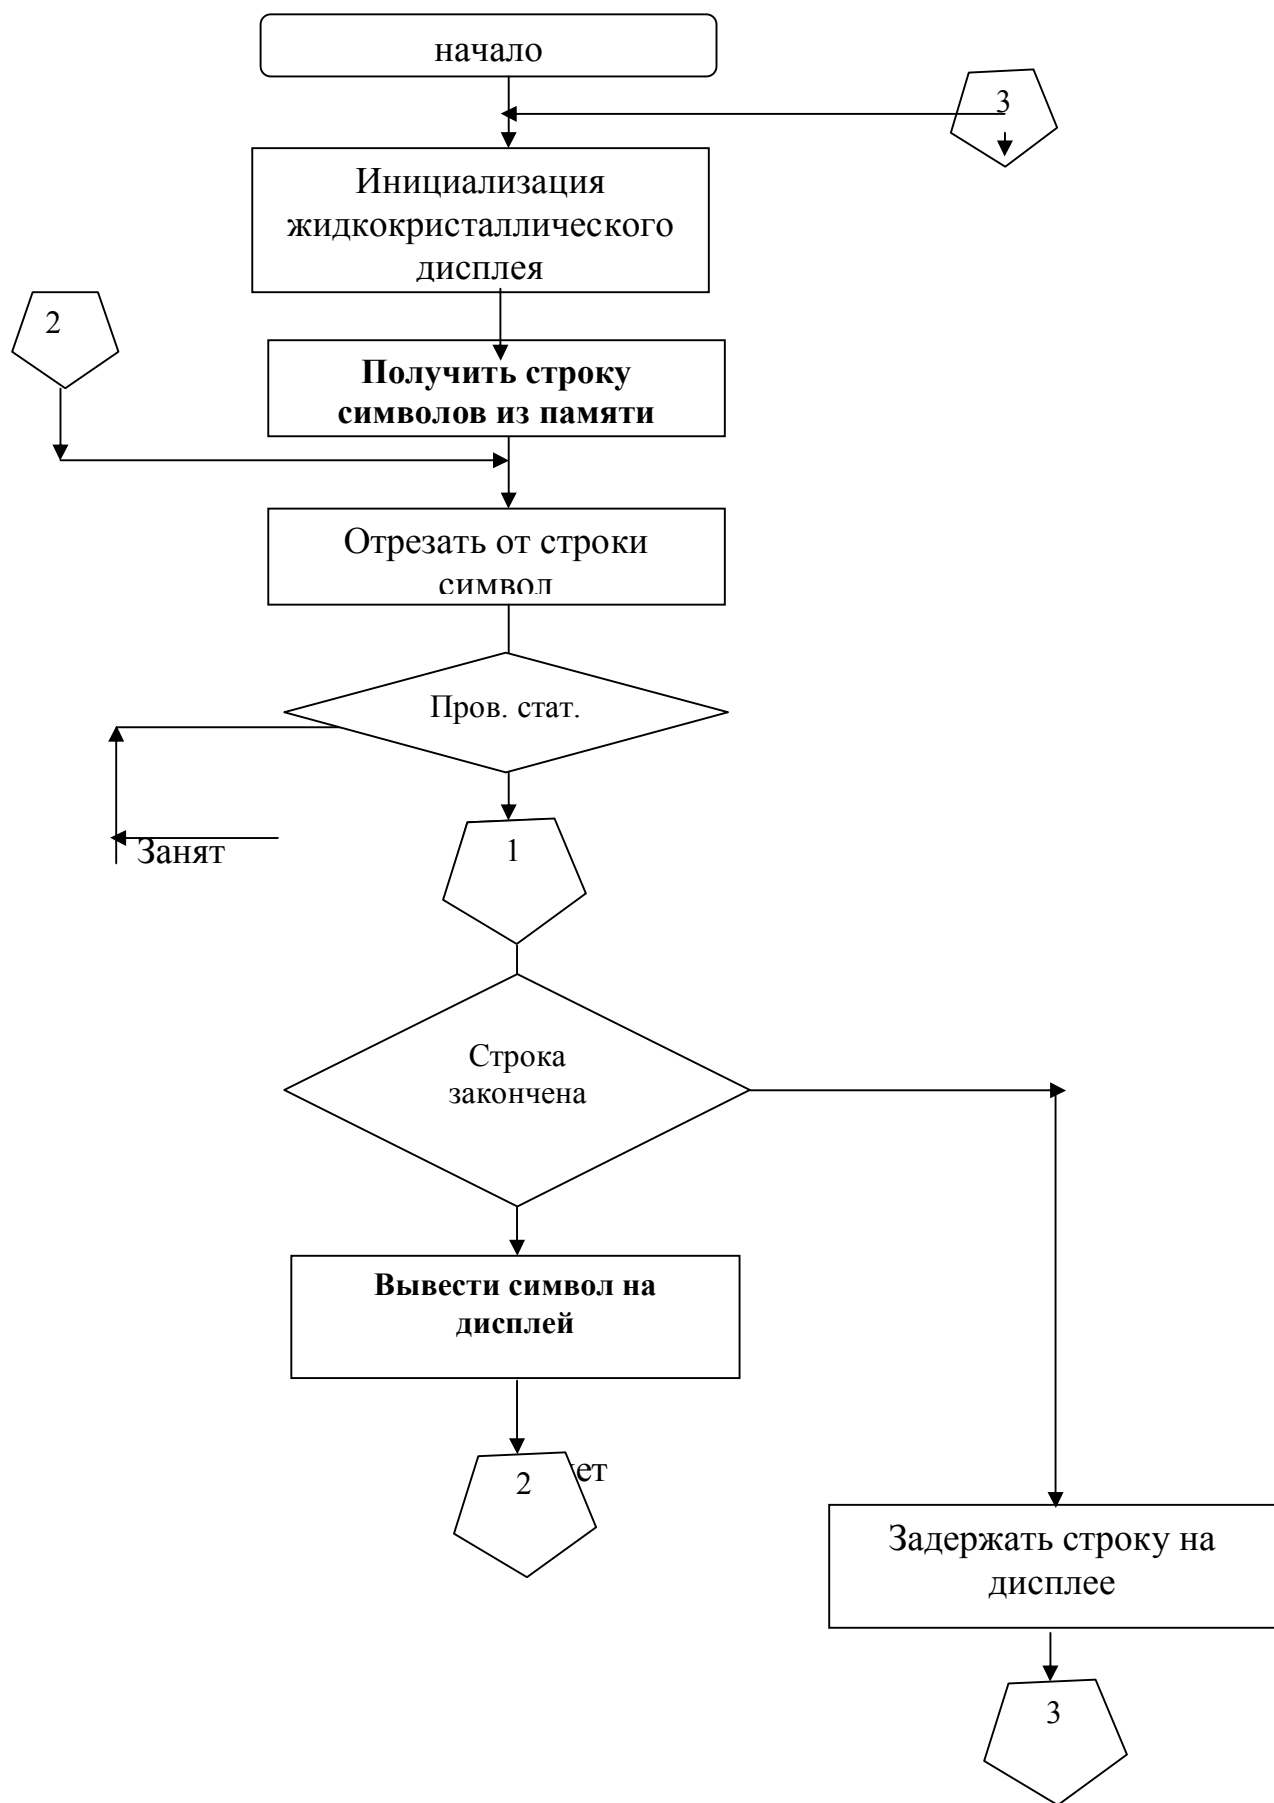 начало
3
Инициализация
жидкокристаллического
дисплея
2
Получить строку
символов из памяти
Отрезать от строки
символ
Пров. стат.
Занят
1
Строка
закончена
Вывести символ на
дисплей
2
Задержать строку на
дисплее
3